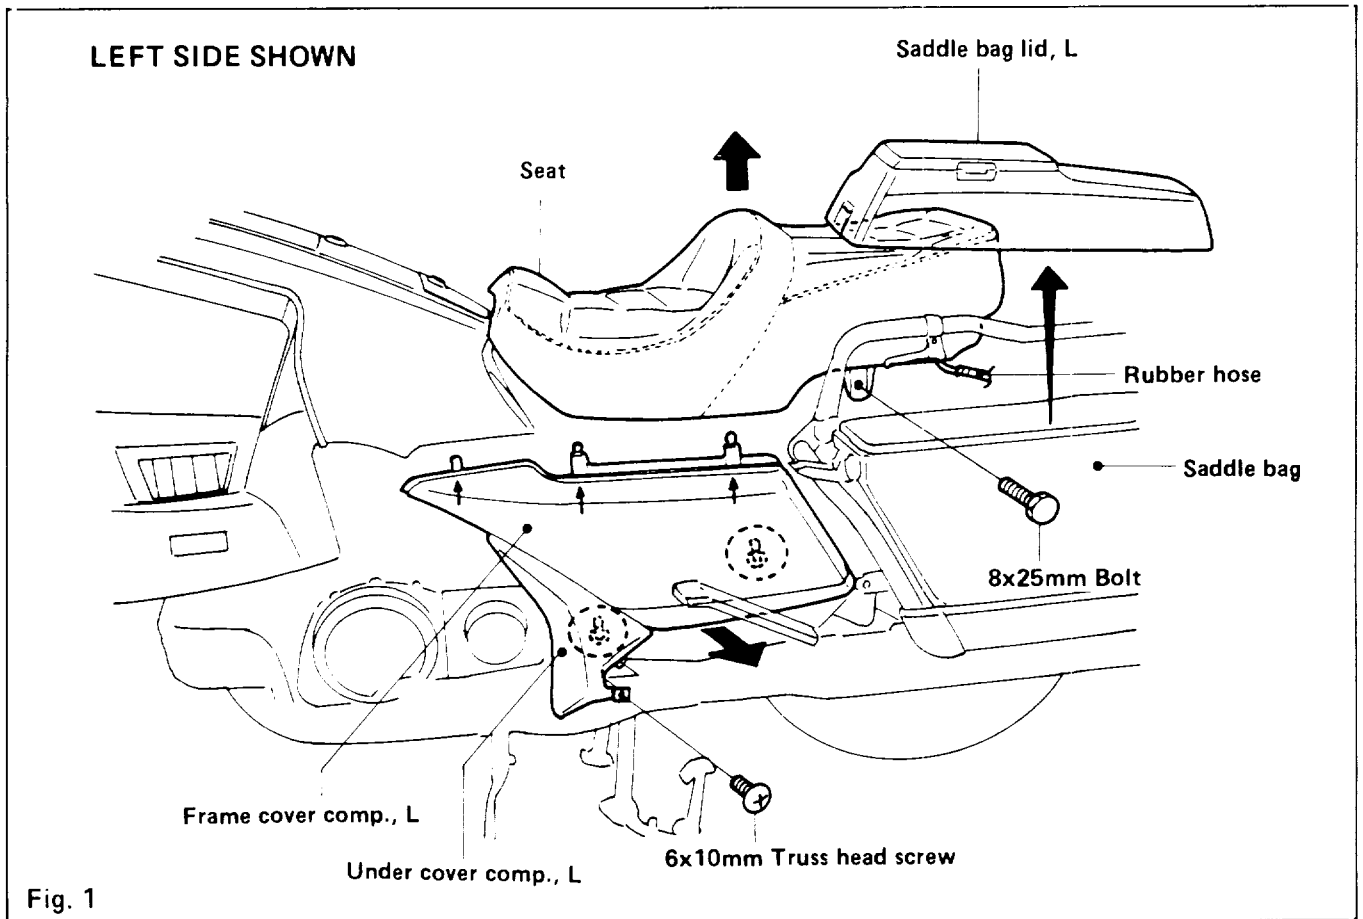 LEFT SIDE SHOWN
Saddle bag lid, L
Seat
Rubber hose
Saddle bag
8x25mm Bolt
Frame cover comp., L
6x10mm Truss head screw
Under cover comp., L
Fig. 1